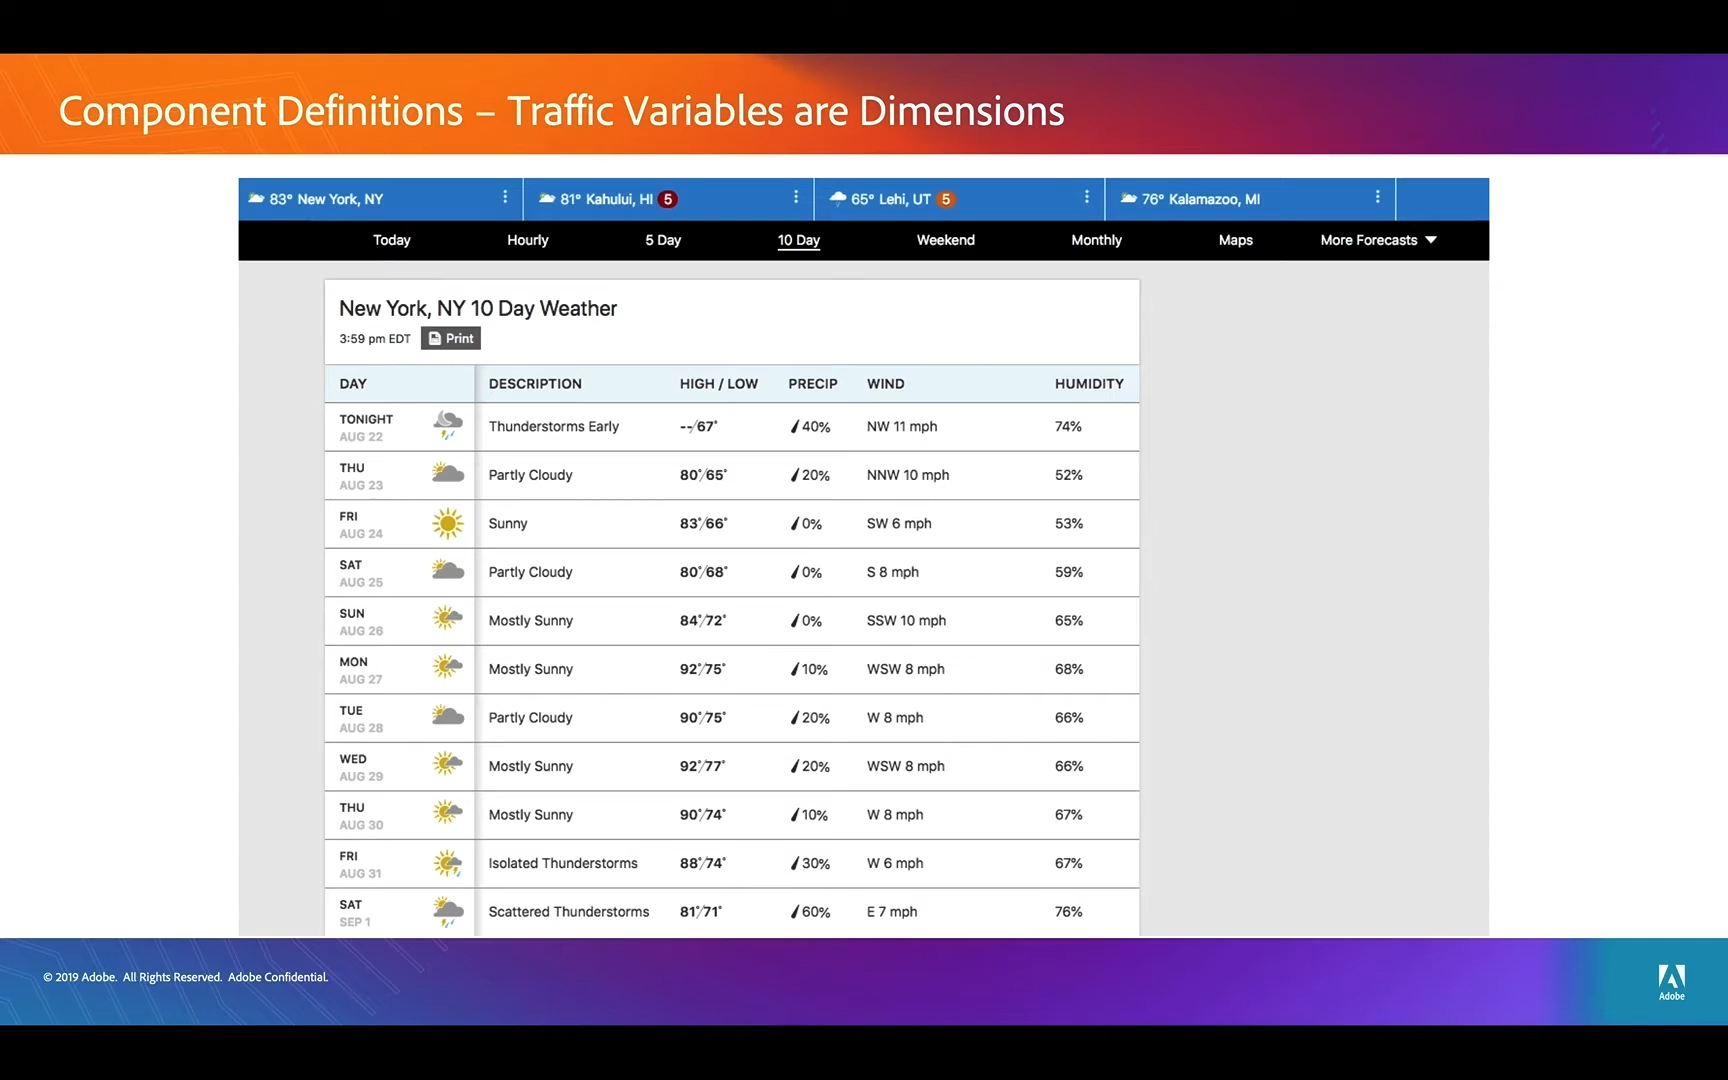 Component Definitions – Traffic Variables are Dimensions
83° New York, NY 81° Kahului, HI 5 65° Lehi, UT 5 76° Kalamazoo, MI
Today Hourly 5 Day 10 Day Weekend Monthly Maps More Forecasts
New York, NY 10 Day Weather
3:59 pm EDT Print
DAY DESCRIPTION HIGH / LOW PRECIP WIND HUMIDITY
TONIGHT
AUG 22 Thunderstorms Early --/67° 40% NW 11 mph 74%
THU
AUG 23 Partly Cloudy 80°/65° 20% NNW 10 mph 52%
FRI
AUG 24 Sunny 83°/66° 0% SW 6 mph 53%
SAT
AUG 25 Partly Cloudy 80°/68° 0% S 8 mph 59%
SUN
AUG 26 Mostly Sunny 84°/72° 0% SSW 10 mph 65%
MON
AUG 27 Mostly Sunny 92°/75° 10% WSW 8 mph 68%
TUE
AUG 28 Partly Cloudy 90°/75° 20% W 8 mph 66%
WED
AUG 29 Mostly Sunny 92°/77° 20% WSW 8 mph 66%
THU
AUG 30 Mostly Sunny 90°/74° 10% W 8 mph 67%
FRI
AUG 31 Isolated Thunderstorms 88°/74° 30% W 6 mph 67%
SAT
SEP 1 Scattered Thunderstorms 81°/71° 60% E 7 mph 76%
© 2019 Adobe. All Rights Reserved. Adobe Confidential.
Adobe